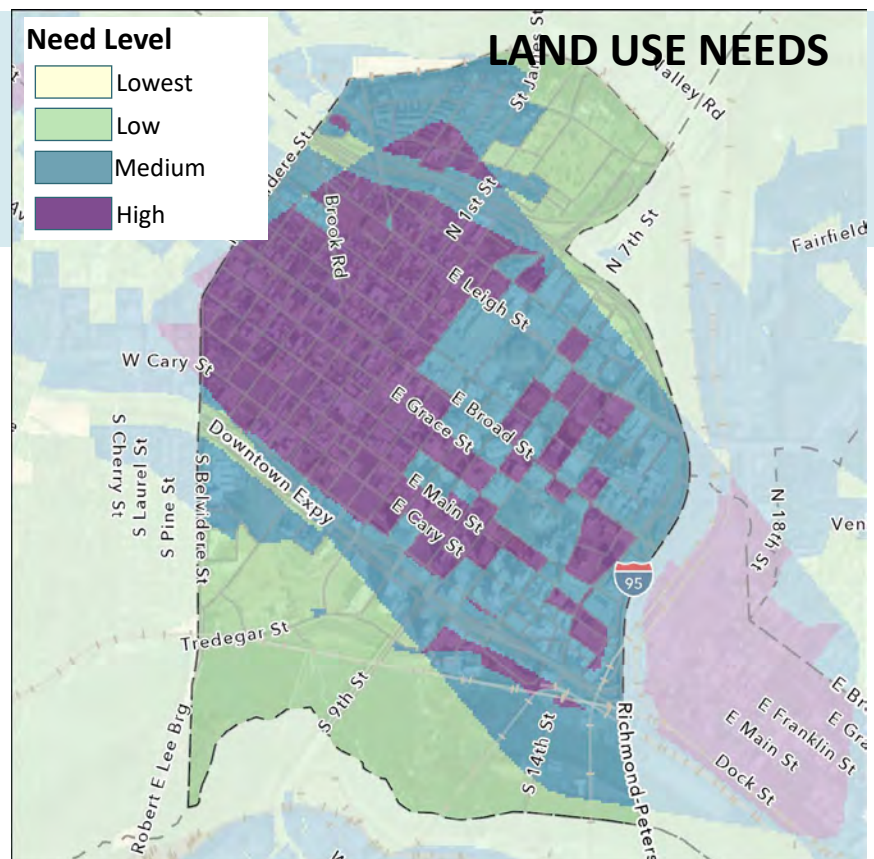 LAND USE NEEDS
Need Level
Lowest
Low
Medium
High
St James St
Valley Rd
Brook Rd
N 1st St
N 7th St
Fairfield
E Leigh St
W Cary St
E Grace St
E Broad St
S Cherry St
S Laurel St
S Pine St
S Belvidere St
Downtown Expy
E Main St
E Cary St
N 18th St
Ven
95
Tredegar St
S 9th St
S 14th St
Robert E Lee Brg
Richmond-Peters
E Franklin St
E Main St
Dock St
E Gra